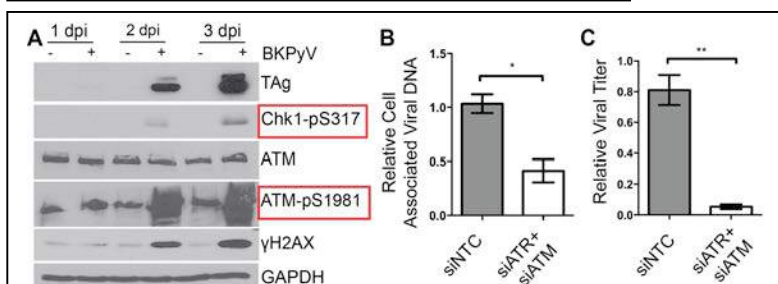 A
1 dpi 2 dpi 3 dpi
- + - + - + BKPyV
TAg
Chk1-pS317
ATM
ATM-pS1981
γH2AX
GAPDH
B
Relative Cell
Associated Viral DNA
1.5
1.0
0.5
0.0
*
siNTC
siATR+
siATM
C
Relative Viral Titer
1.0
0.8
0.6
0.4
0.2
0.0
**
siNTC
siATR+
siATM